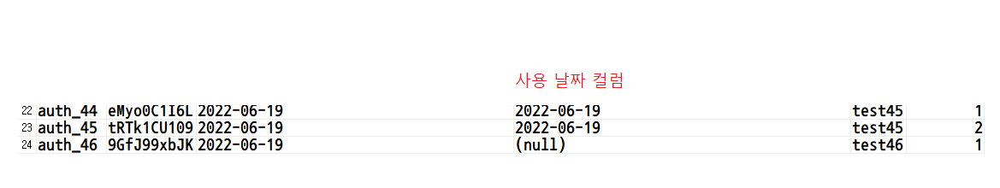 사용 날짜 컬럼
22 auth_44 eMyo0C1I6L 2022-06-19 2022-06-19 test45 1
23 auth_45 tRTk1CU109 2022-06-19 2022-06-19 test45 2
24 auth_46 9GfJ99xbJK 2022-06-19 (null) test46 1